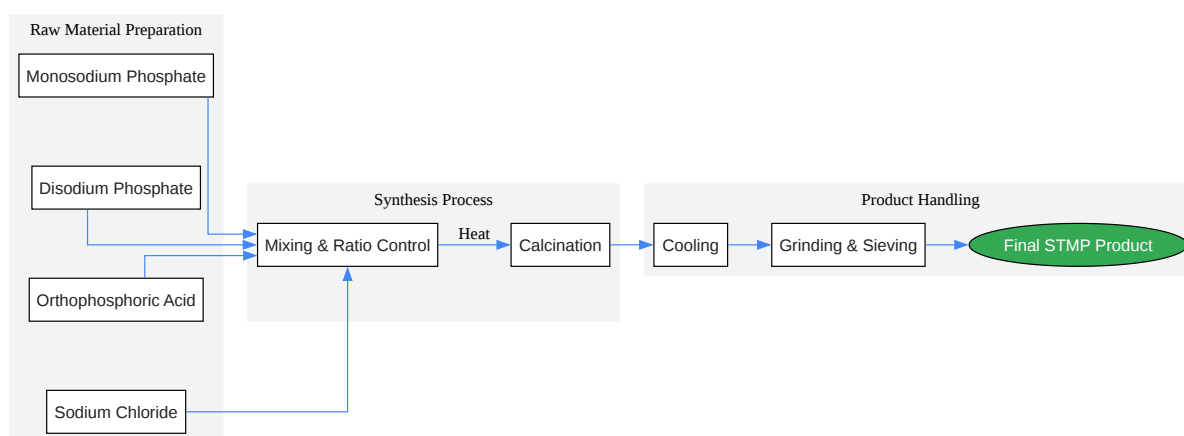 Raw Material Preparation
Monosodium Phosphate
Disodium Phosphate
Orthophosphoric Acid
Sodium Chloride
Synthesis Process
Mixing & Ratio Control
Heat
Calcination
Product Handling
Cooling
Grinding & Sieving
Final STMP Product